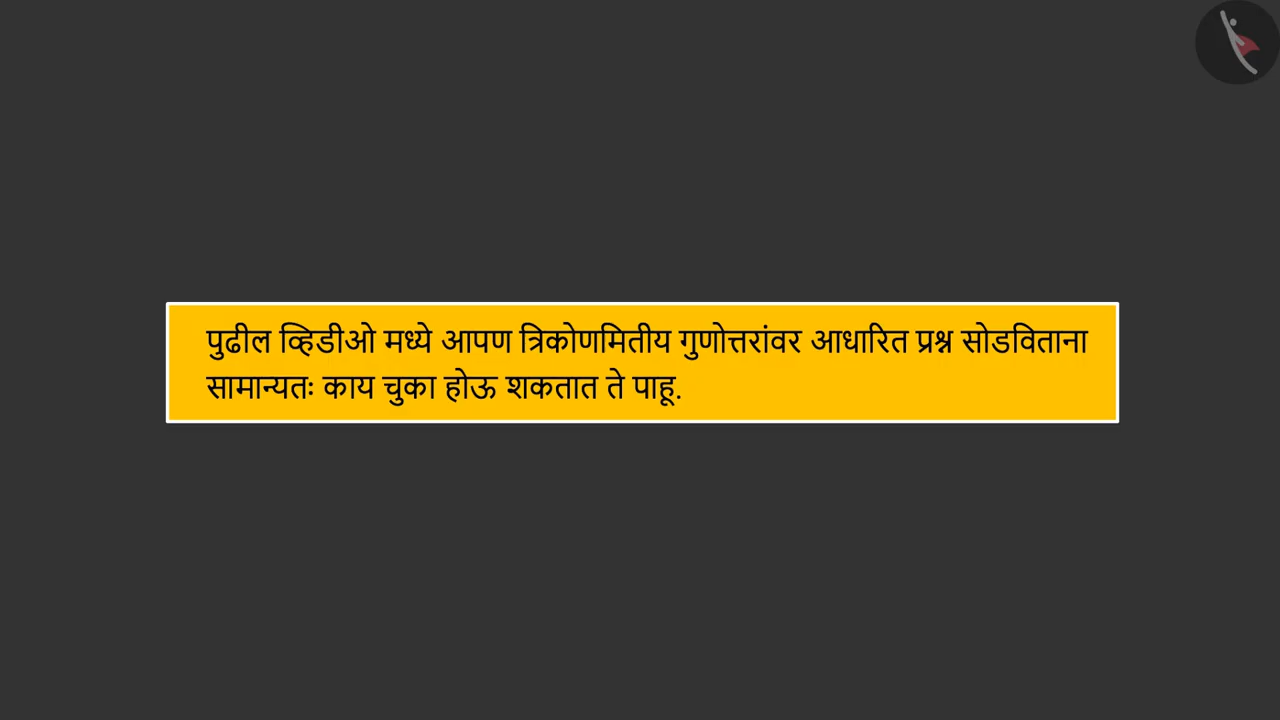 पुढील व्हिडीओ मध्ये आपण त्रिकोणमितीय गुणोत्तरांवर आधारित प्रश्न सोडविताना
सामान्यतः काय चुका होऊ शकतात ते पाहू.